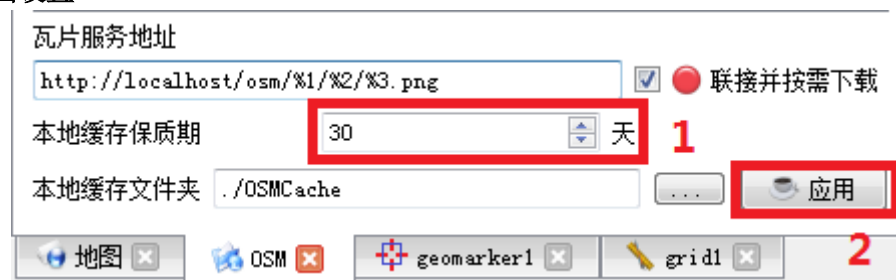 瓦片服务地址
http://localhost/osm/%1/%2/%3.png 联接并按需下载
本地缓存保质期 30 天 1
本地缓存文件夹 ./OSMCache ... 应用
地图 OSM geomarker1 grid1 2